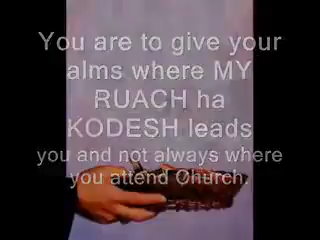 You are to give your
alms where MY
RUACH ha
KODESH leads
you and not always where
you attend Church.